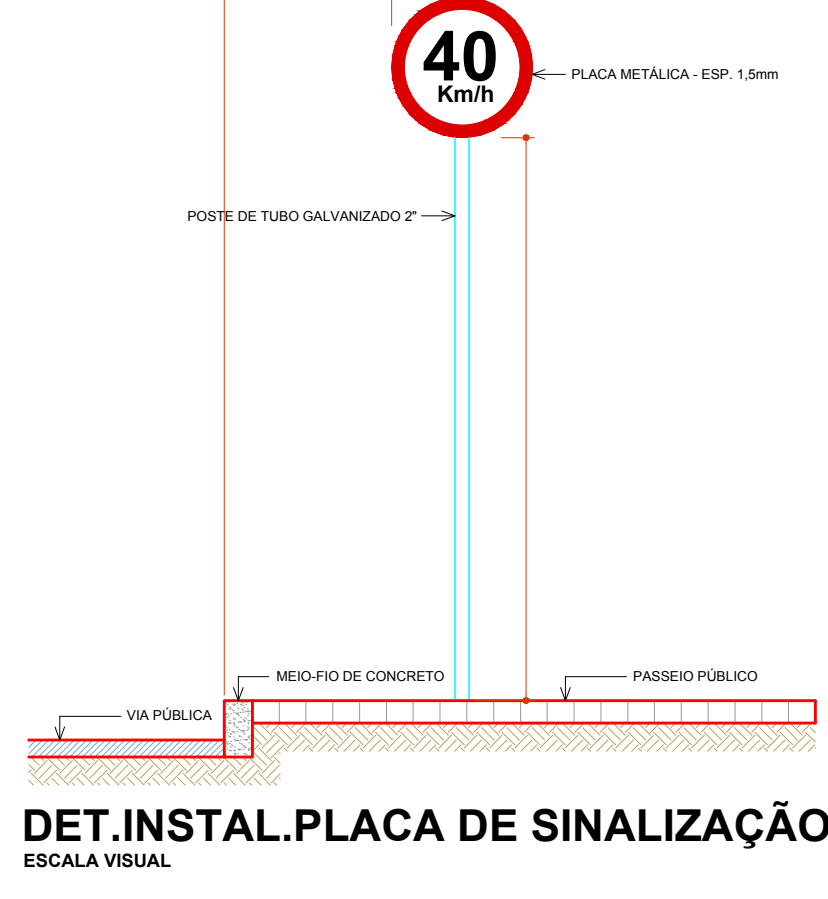 40
Km/h
PLACA METÁLICA - ESP. 1,5mm
POSTE DE TUBO GALVANIZADO 2"
MEIO-FIO DE CONCRETO
PASSEIO PÚBLICO
VIA PÚBLICA
DET.INSTAL.PLACA DE SINALIZAÇÃO
ESCALA VISUAL